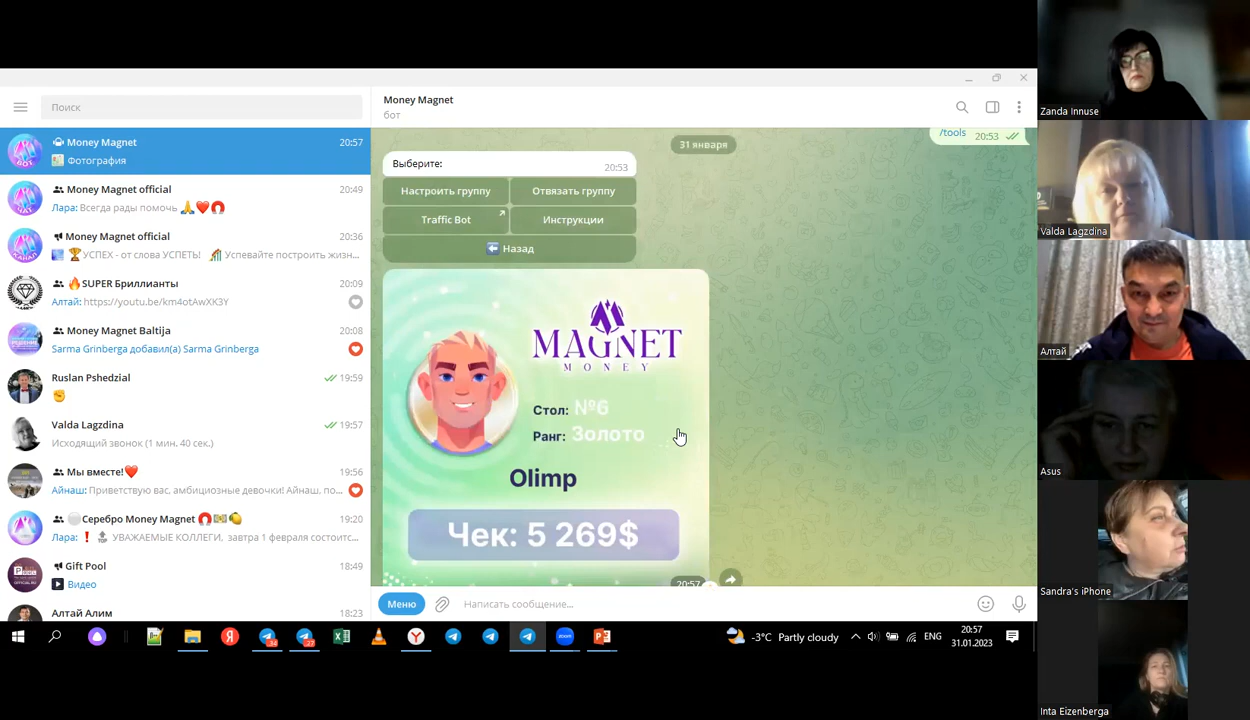 Поиск
Money Magnet
20:57
Фотография
Money Magnet official
20:49
Лара: Всегда рады помочь
Money Magnet official
20:36
УСПЕХ - от слова УСПЕТЬ! Успевайте построить жизн...
SUPER Бриллианты
20:09
Алтай: https://youtu.be/km4otAwXK3Y
Money Magnet Baltija
20:08
Sarma Grinberga добавил(а) Sarma Grinberga
Ruslan Pshedzial
19:59
Valda Lagzdina
19:57
Исходящий звонок (1 мин. 40 сек.)
Мы вместе!
19:56
Айнаш: Приветствую вас, амбициозные девочки! Айнаш, по...
Серебро Money Magnet
19:20
Лара: УВАЖАЕМЫЕ КОЛЛЕГИ, завтра 1 февраля состоитс...
Gift Pool
18:49
Видео
Алтай Алим
18:23
Money Magnet
бот
/tools 20:53
31 января
Выберите:
20:53
Настроить группу
Отвязать группу
Traffic Bot
Инструкции
Назад
MAGNET
MONEY
Стол: №6
Ранг: Золото
Olimp
Чек: 5 269$
20:57
Меню
Написать сообщение...
-3°C Partly cloudy
ENG
20:57
31.01.2023
Zanda Innuse
Valda Lagzdina
Алтай
Asus
Sandra's iPhone
Inta Eizenberga